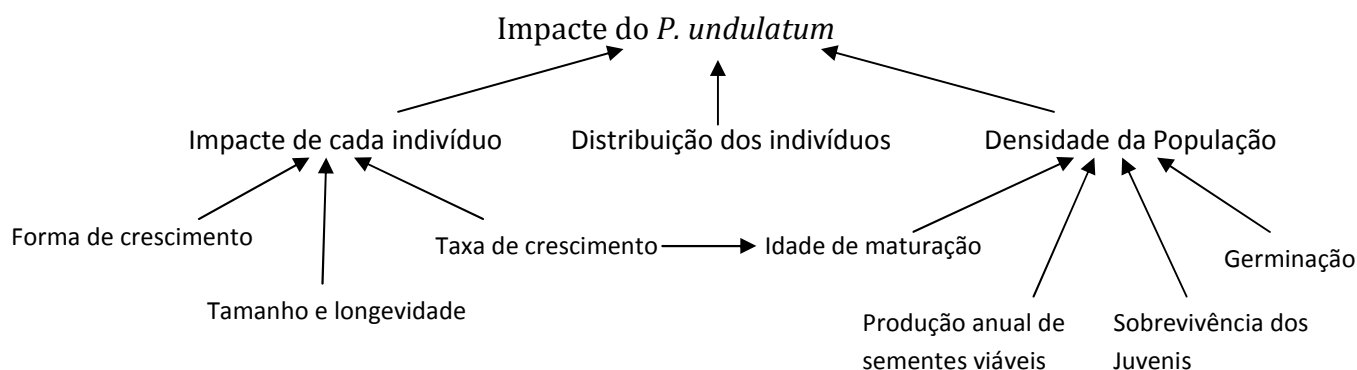 Impacte do P. undulatum
Impacte de cada indivíduo
Distribuição dos indivíduos
Densidade da População
Forma de crescimento
Taxa de crescimento
Idade de maturação
Germinação
Tamanho e longevidade
Produção anual de
sementes viáveis
Sobrevivência dos
Juvenis